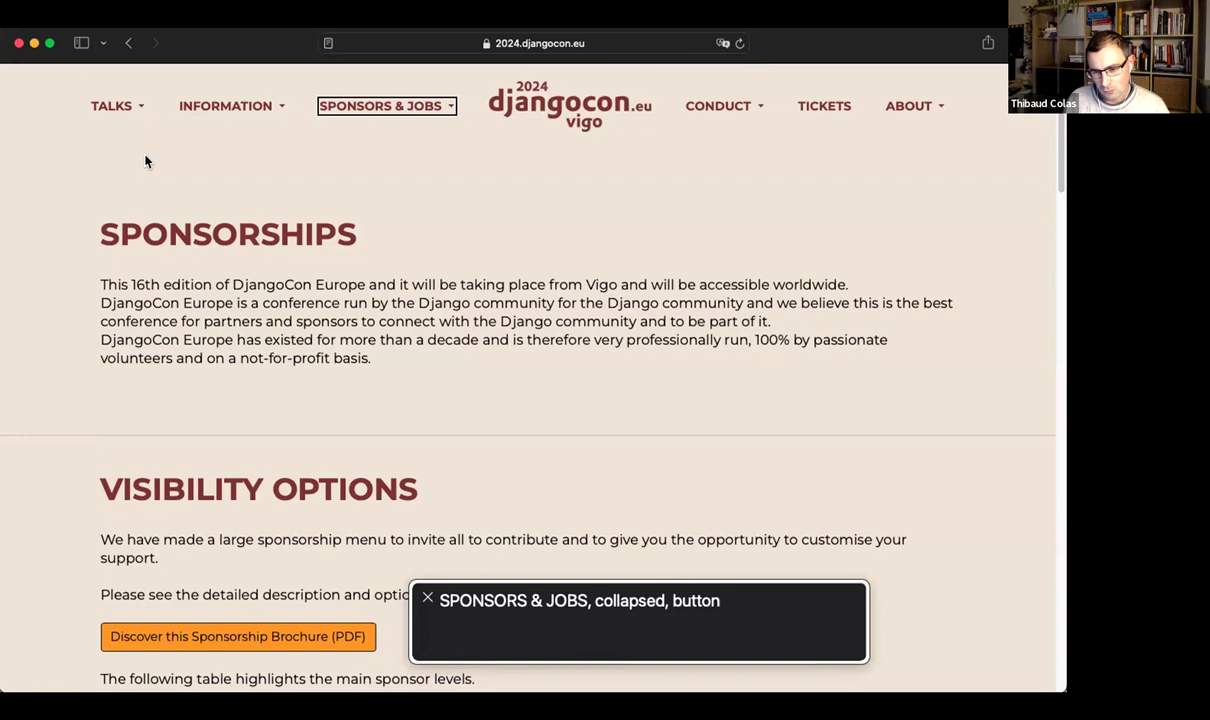 2024.djangocon.eu
Thibaud Colas
TALKS
INFORMATION
SPONSORS & JOBS
2024
djangocon.eu
vigo
CONDUCT
TICKETS
ABOUT
SPONSORSHIPS
This 16th edition of DjangoCon Europe and it will be taking place from Vigo and will be accessible worldwide.
DjangoCon Europe is a conference run by the Django community for the Django community and we believe this is the best
conference for partners and sponsors to connect with the Django community and to be part of it.
DjangoCon Europe has existed for more than a decade and is therefore very professionally run, 100% by passionate
volunteers and on a not-for-profit basis.
VISIBILITY OPTIONS
We have made a large sponsorship menu to invite all to contribute and to give you the opportunity to customise your
support.
Please see the detailed description and optio
SPONSORS & JOBS, collapsed, button
Discover this Sponsorship Brochure (PDF)
The following table highlights the main sponsor levels.